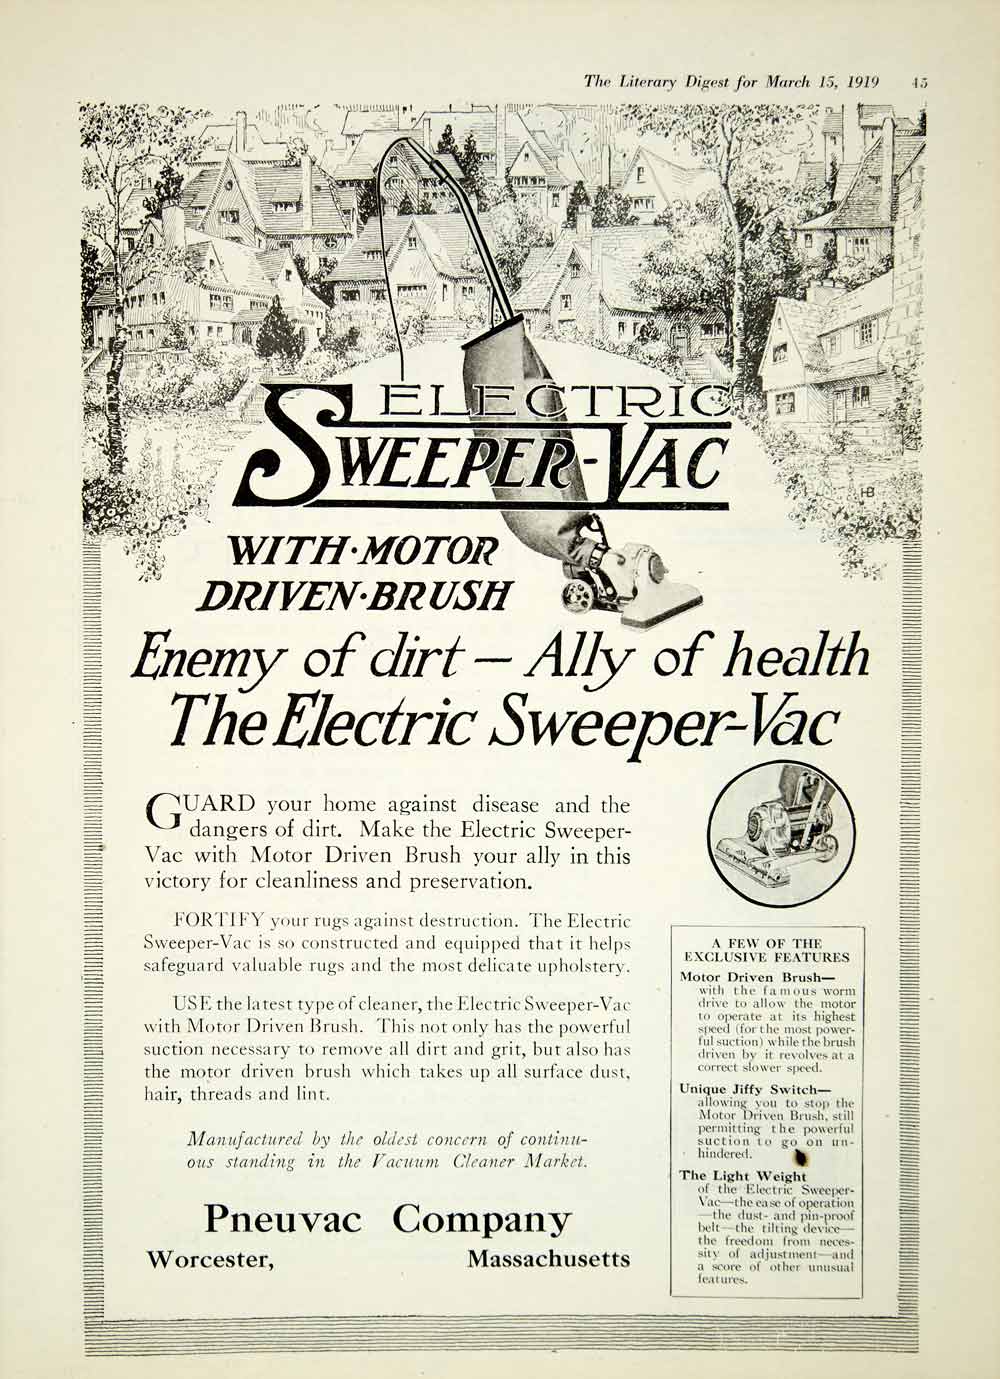 The Literary Digest for March 15, 1919 45
ELECTRIC
SWEEPER-VAC
HB
WITH·MOTOR
DRIVEN·BRUSH
Enemy of dirt — Ally of health
The Electric Sweeper-Vac
GUARD your home against disease and the
dangers of dirt. Make the Electric Sweeper-
Vac with Motor Driven Brush your ally in this
victory for cleanliness and preservation.
FORTIFY your rugs against destruction. The Electric
Sweeper-Vac is so constructed and equipped that it helps
safeguard valuable rugs and the most delicate upholstery.
USE the latest type of cleaner, the Electric Sweeper-Vac
with Motor Driven Brush. This not only has the powerful
suction necessary to remove all dirt and grit, but also has
the motor driven brush which takes up all surface dust,
hair, threads and lint.
Manufactured by the oldest concern of continu-
ous standing in the Vacuum Cleaner Market.
Pneuvac Company
Worcester, Massachusetts
A FEW OF THE
EXCLUSIVE FEATURES
Motor Driven Brush—
with the famous worm
drive to allow the motor
to operate at its highest
speed (for the most power-
ful suction) while the brush
driven by it revolves at a
correct slower speed.
Unique Jiffy Switch—
allowing you to stop the
Motor Driven Brush, still
permitting the powerful
suction to go on un-
hindered.
The Light Weight
of the Electric Sweeper-
Vac—the ease of operation
—the dust- and pin-proof
belt—the tilting device—
the freedom from neces-
sity of adjustment—and
a score of other unusual
features.